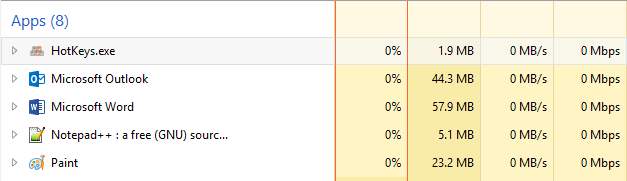 Apps (8)
HotKeys.exe 0% 1.9 MB 0 MB/s 0 Mbps
Microsoft Outlook 0% 44.3 MB 0 MB/s 0 Mbps
Microsoft Word 0% 57.9 MB 0 MB/s 0 Mbps
Notepad++ : a free (GNU) sourc... 0% 5.1 MB 0 MB/s 0 Mbps
Paint 0% 23.2 MB 0 MB/s 0 Mbps